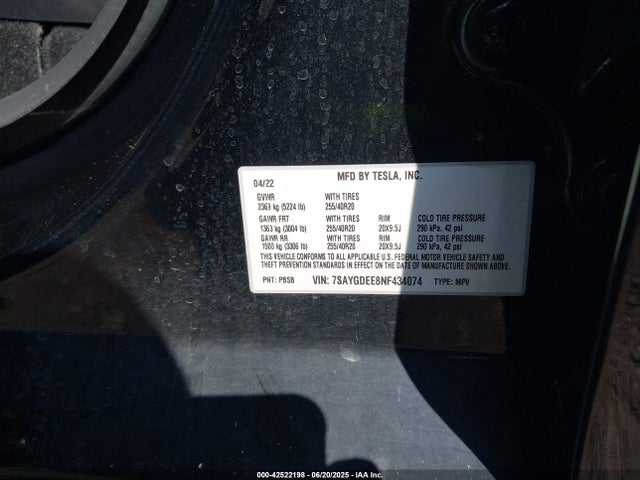 04/22 MFD BY TESLA, INC.
GVWR WITH TIRES
2369 kg (5224 lb) 255/40R20
GAWR FRT WITH TIRES RIM COLD TIRE PRESSURE
1363 kg (3004 lb) 255/40R20 20X9.5J 290 kPa, 42 psi
GAWR RR WITH TIRES RIM COLD TIRE PRESSURE
1500 kg (3306 lb) 255/40R20 20X9.5J 290 kPa, 42 psi
THIS VEHICLE CONFORMS TO ALL APPLICABLE U.S. FEDERAL MOTOR VEHICLE SAFETY AND
THEFT PREVENTION STANDARDS IN EFFECT ON THE DATE OF MANUFACTURE SHOWN ABOVE.
PNT: PBSB VIN: 7SAYGDEE8NF434074 TYPE: MPV
000-42522198 - 06/20/2025 - IAA Inc.